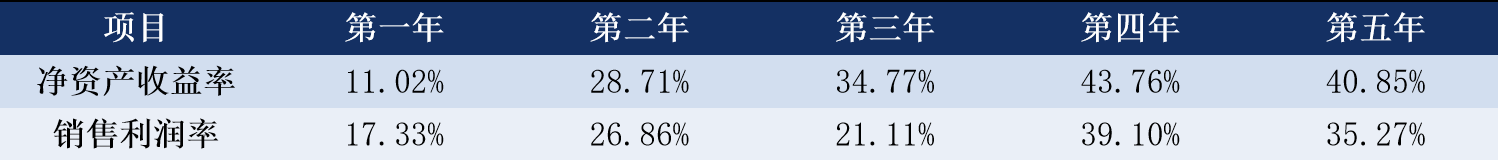 项目 第一年 第二年 第三年 第四年 第五年
净资产收益率 11.02% 28.71% 34.77% 43.76% 40.85%
销售利润率 17.33% 26.86% 21.11% 39.10% 35.27%